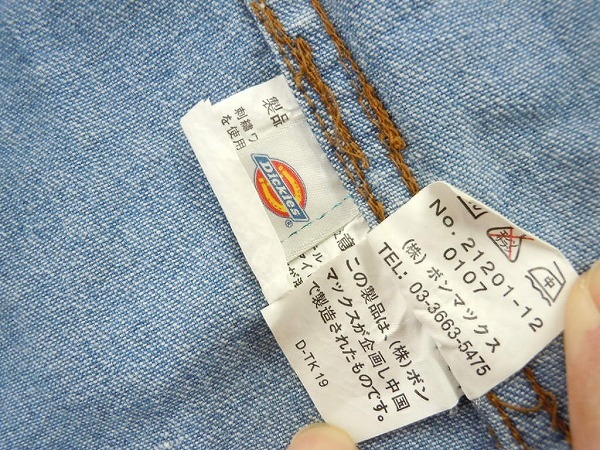 製品
刺繍ワ
を使用
Dickies
®
No. 21201-12
0107
(株) ボンマックス
TEL: 03-3663-5475
この製品は、(株) ボン
マックスが企画し中国
で製造されたものです。
D-TK 19
中